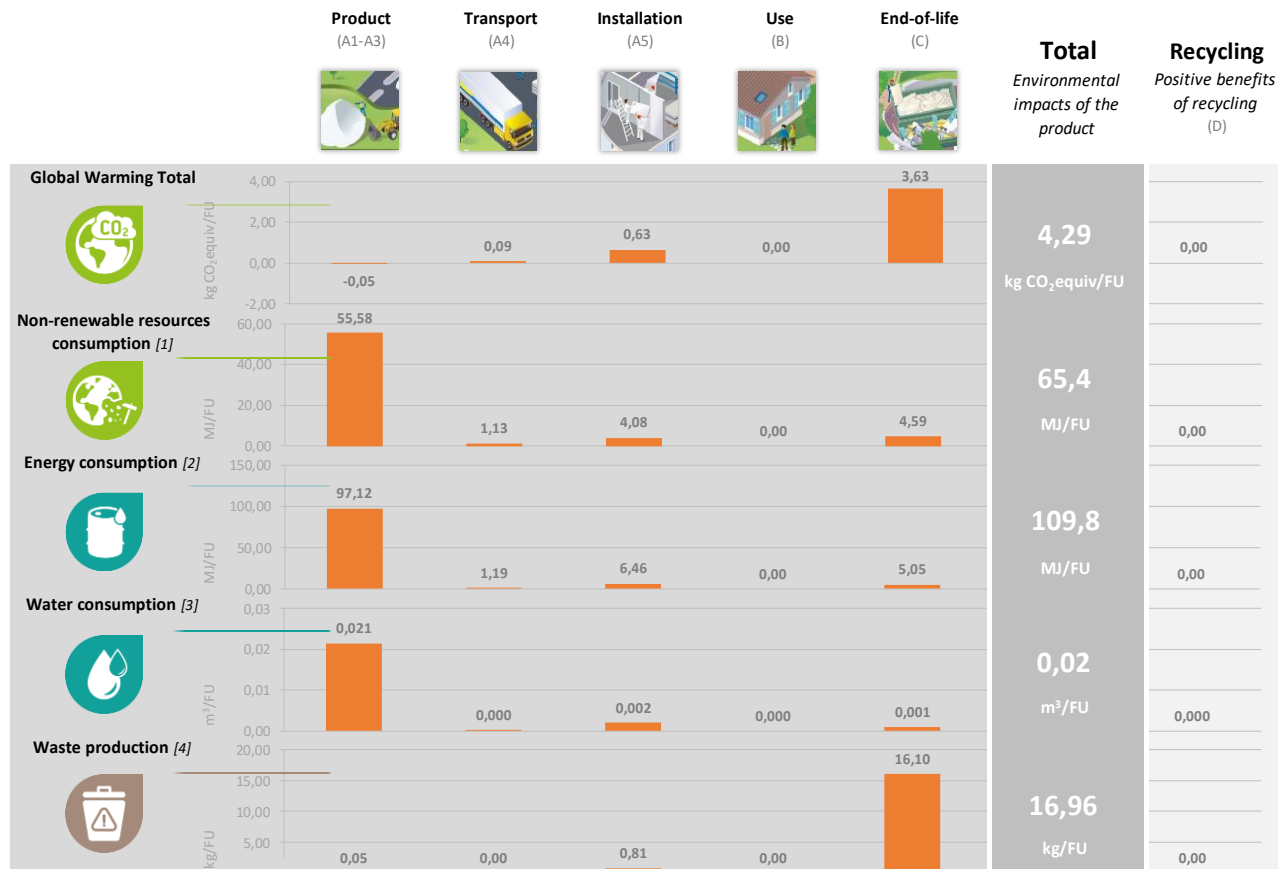 Product
(A1-A3)
Transport
(A4)
Installation
(A5)
Use
(B)
End-of-life
(C)
Total
Environmental
impacts of the
product
Recycling
Positive benefits
of recycling
(D)
Global Warming Total
CO2
kg CO2equiv/FU
4,00
2,00
0,00
-2,00
-0,05
0,09
0,63
0,00
3,63
4,29
kg CO2equiv/FU
0,00
Non-renewable resources
consumption [1]
MJ/FU
60,00
40,00
20,00
0,00
55,58
1,13
4,08
0,00
4,59
65,4
MJ/FU
0,00
Energy consumption [2]
MJ/FU
150,00
100,00
50,00
0,00
97,12
1,19
6,46
0,00
5,05
109,8
MJ/FU
0,00
Water consumption [3]
m³/FU
0,03
0,02
0,01
0,00
0,021
0,000
0,002
0,000
0,001
0,02
m³/FU
0,000
Waste production [4]
kg/FU
20,00
15,00
10,00
5,00
0,05
0,00
0,81
0,00
16,10
16,96
kg/FU
0,00